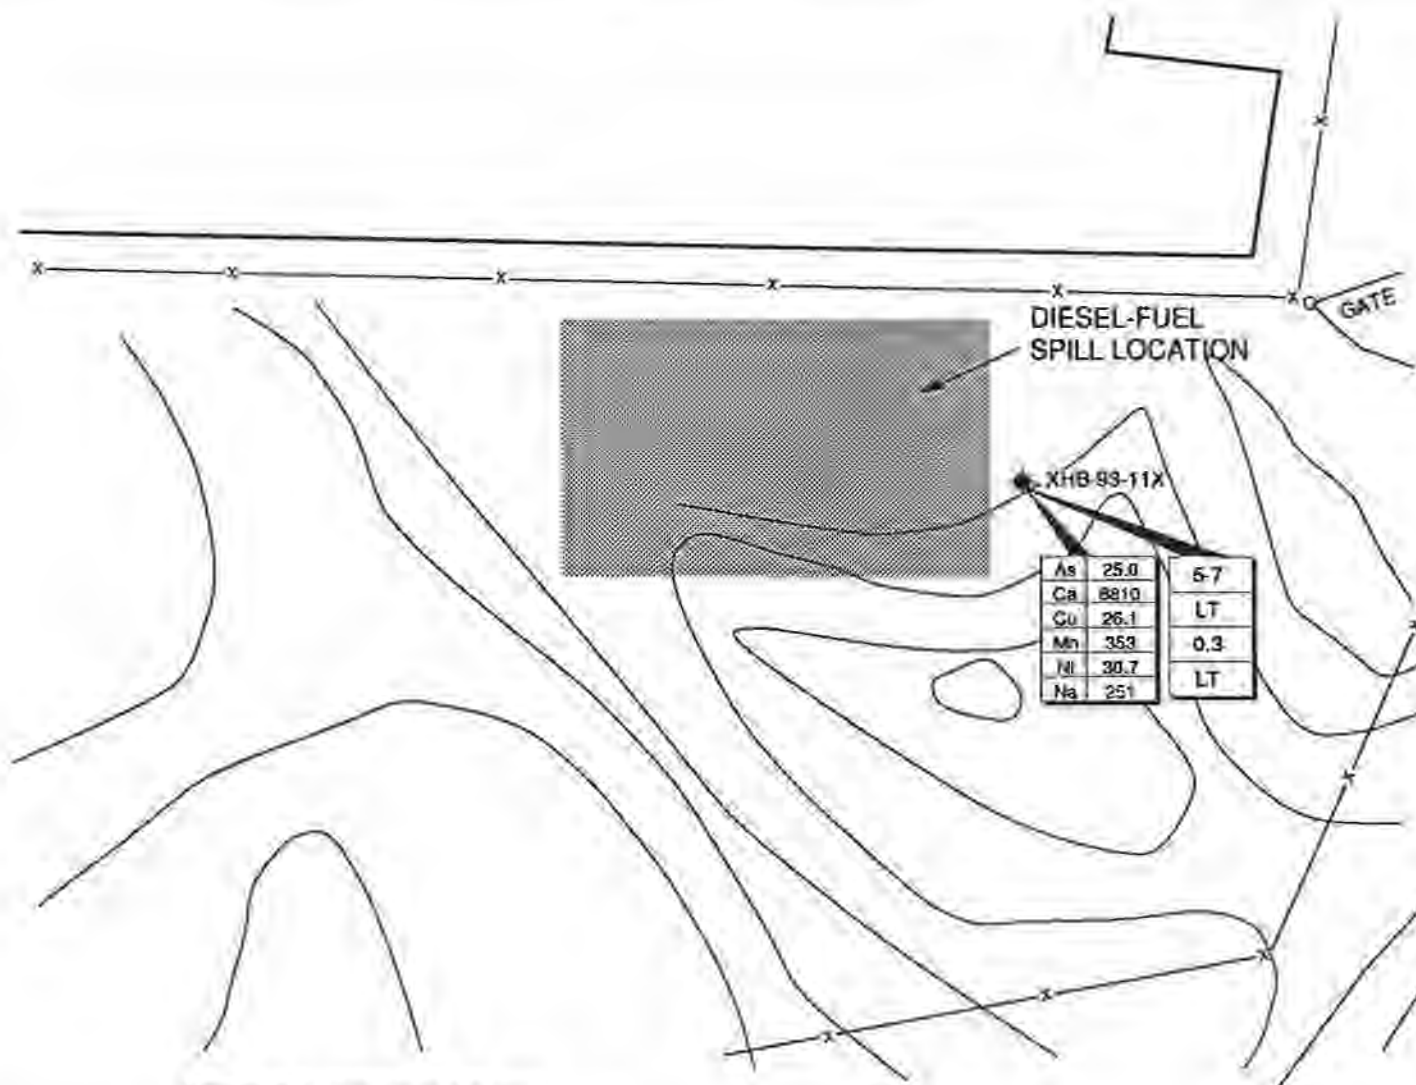 DIESEL-FUEL
SPILL LOCATION
GATE
XHB-93-11X
As 25.0
Ca 8810
Cu 26.1
Mn 353
Ni 30.7
Na 251
5-7
LT
0.3
LT